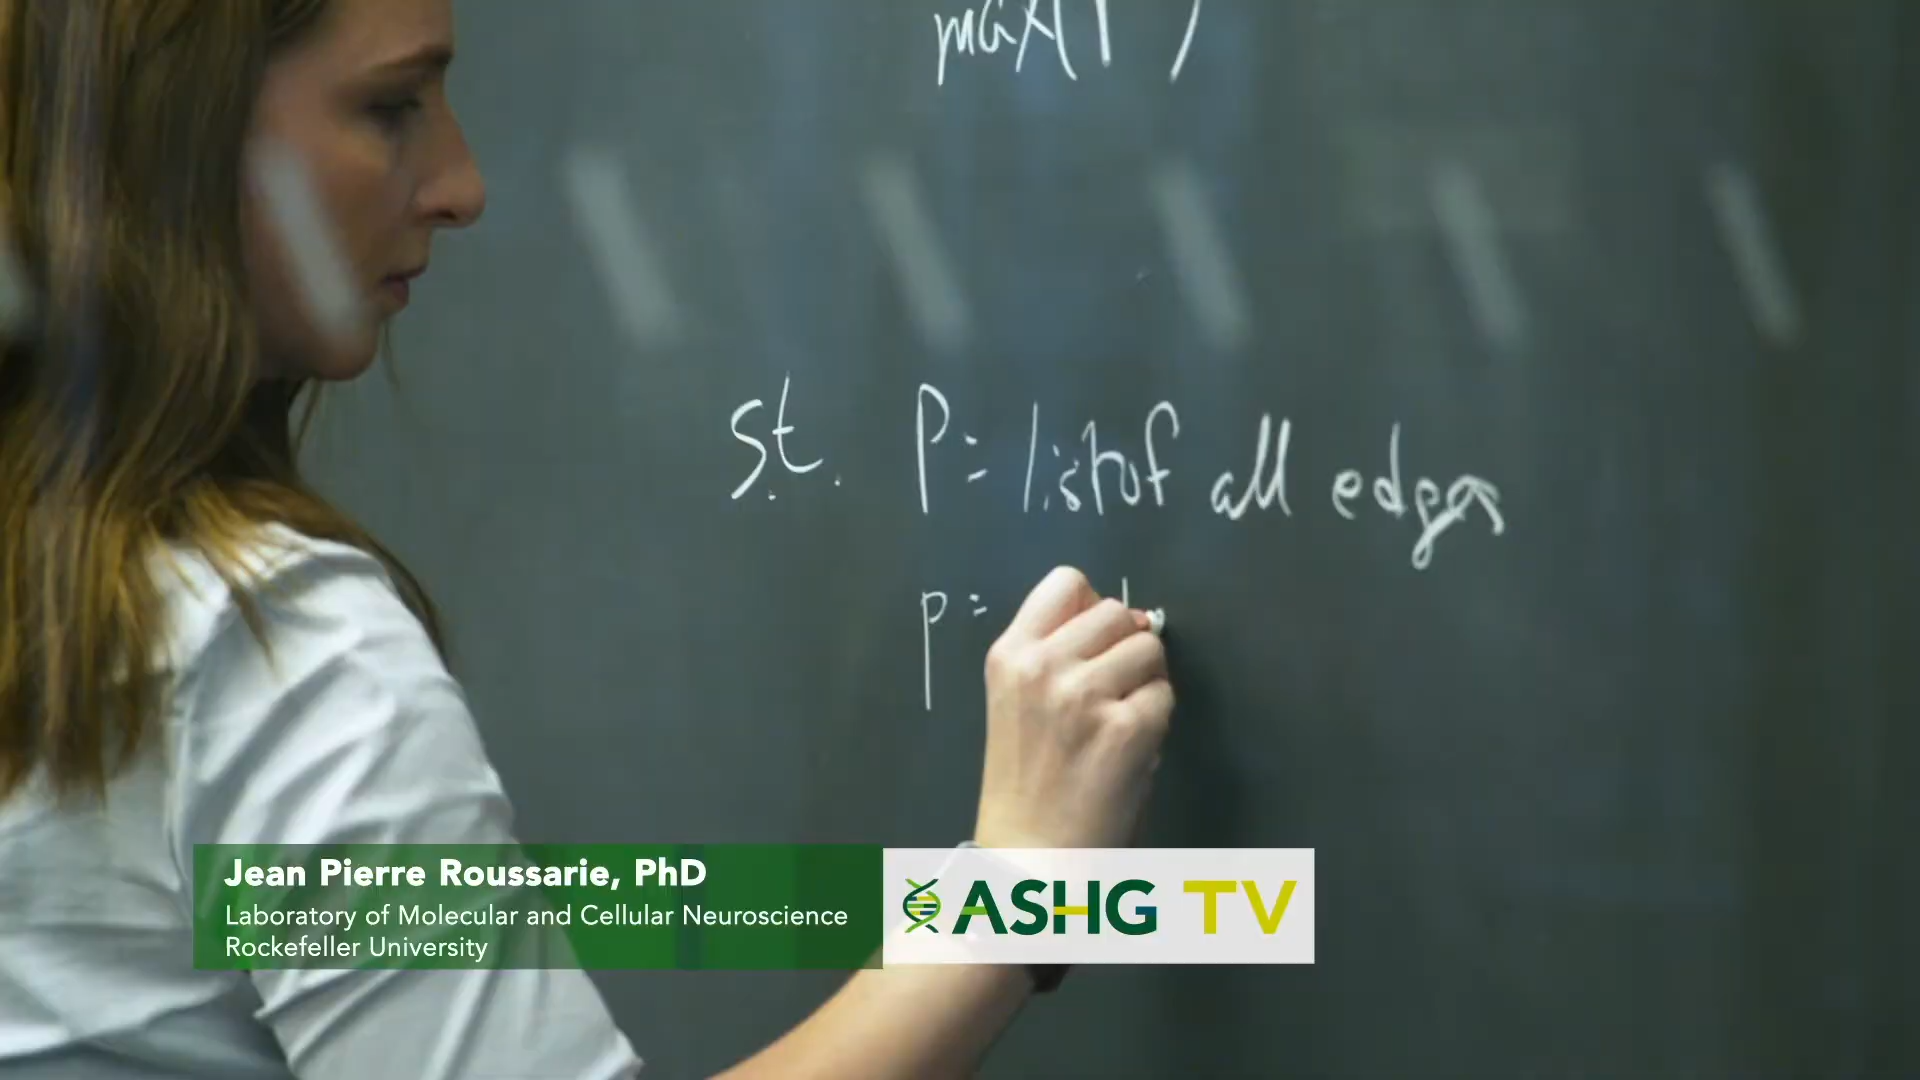 max(P)
s.t. P = list of all edges
p =
Jean Pierre Roussarie, PhD
Laboratory of Molecular and Cellular Neuroscience
Rockefeller University
ASHG TV